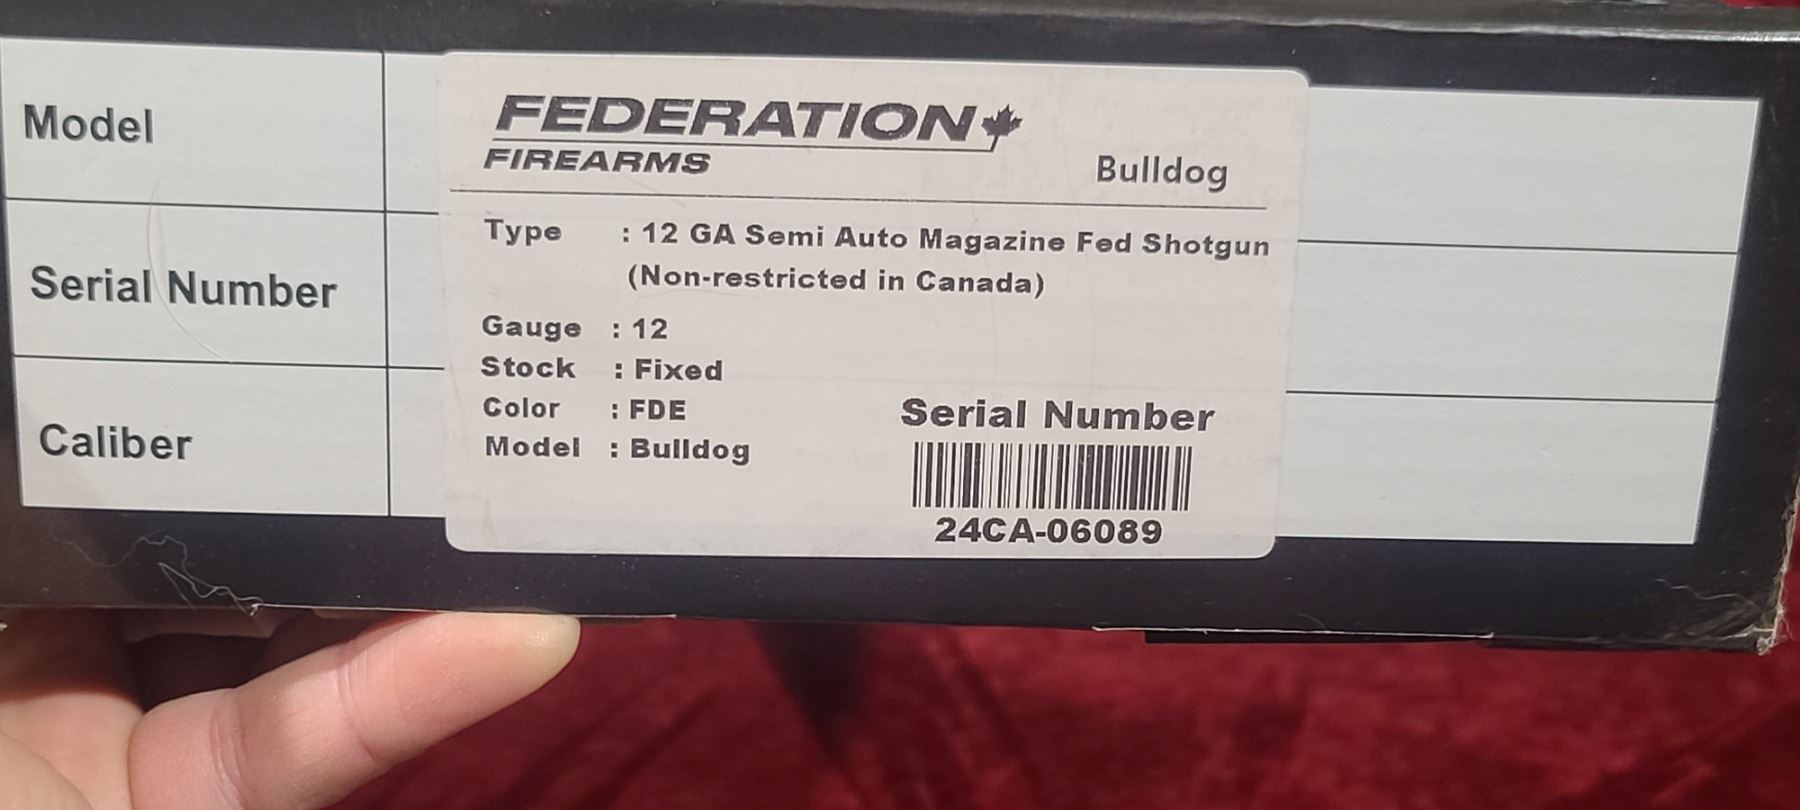 Model
Serial Number
Caliber
FEDERATION
FIREARMS
Bulldog
Type : 12 GA Semi Auto Magazine Fed Shotgun
(Non-restricted in Canada)
Gauge : 12
Stock : Fixed
Color : FDE
Model : Bulldog
Serial Number
24CA-06089